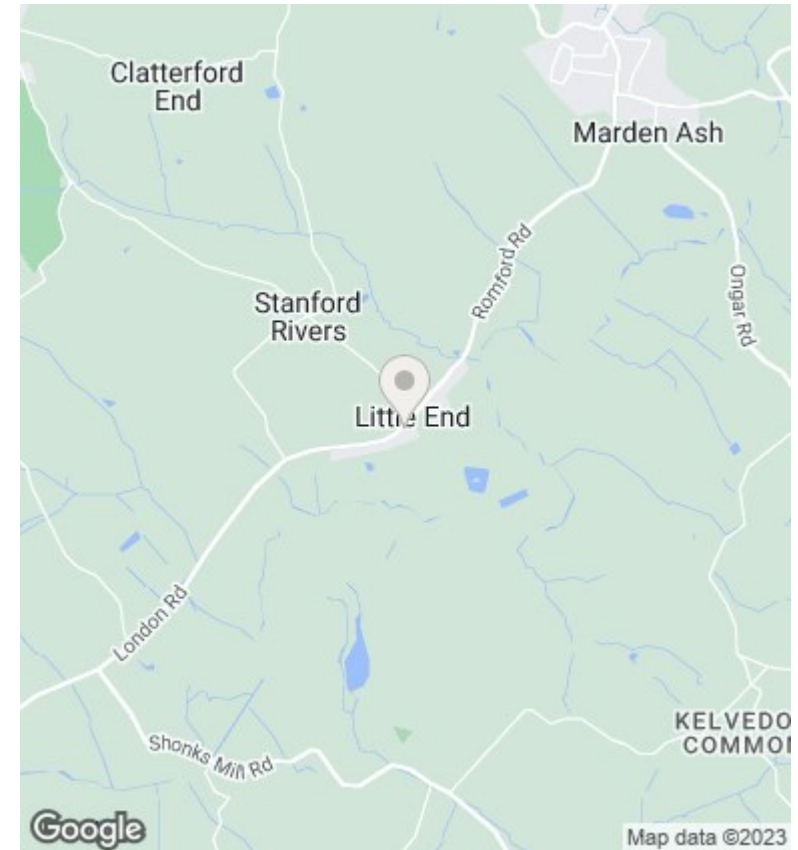 Clatterford
End
Marden Ash
Romford Rd
Ongar Rd
Stanford
Rivers
Little End
London Rd
KELVEDO
COMMON
Shonks Mill Rd
Google
Map data ©2023